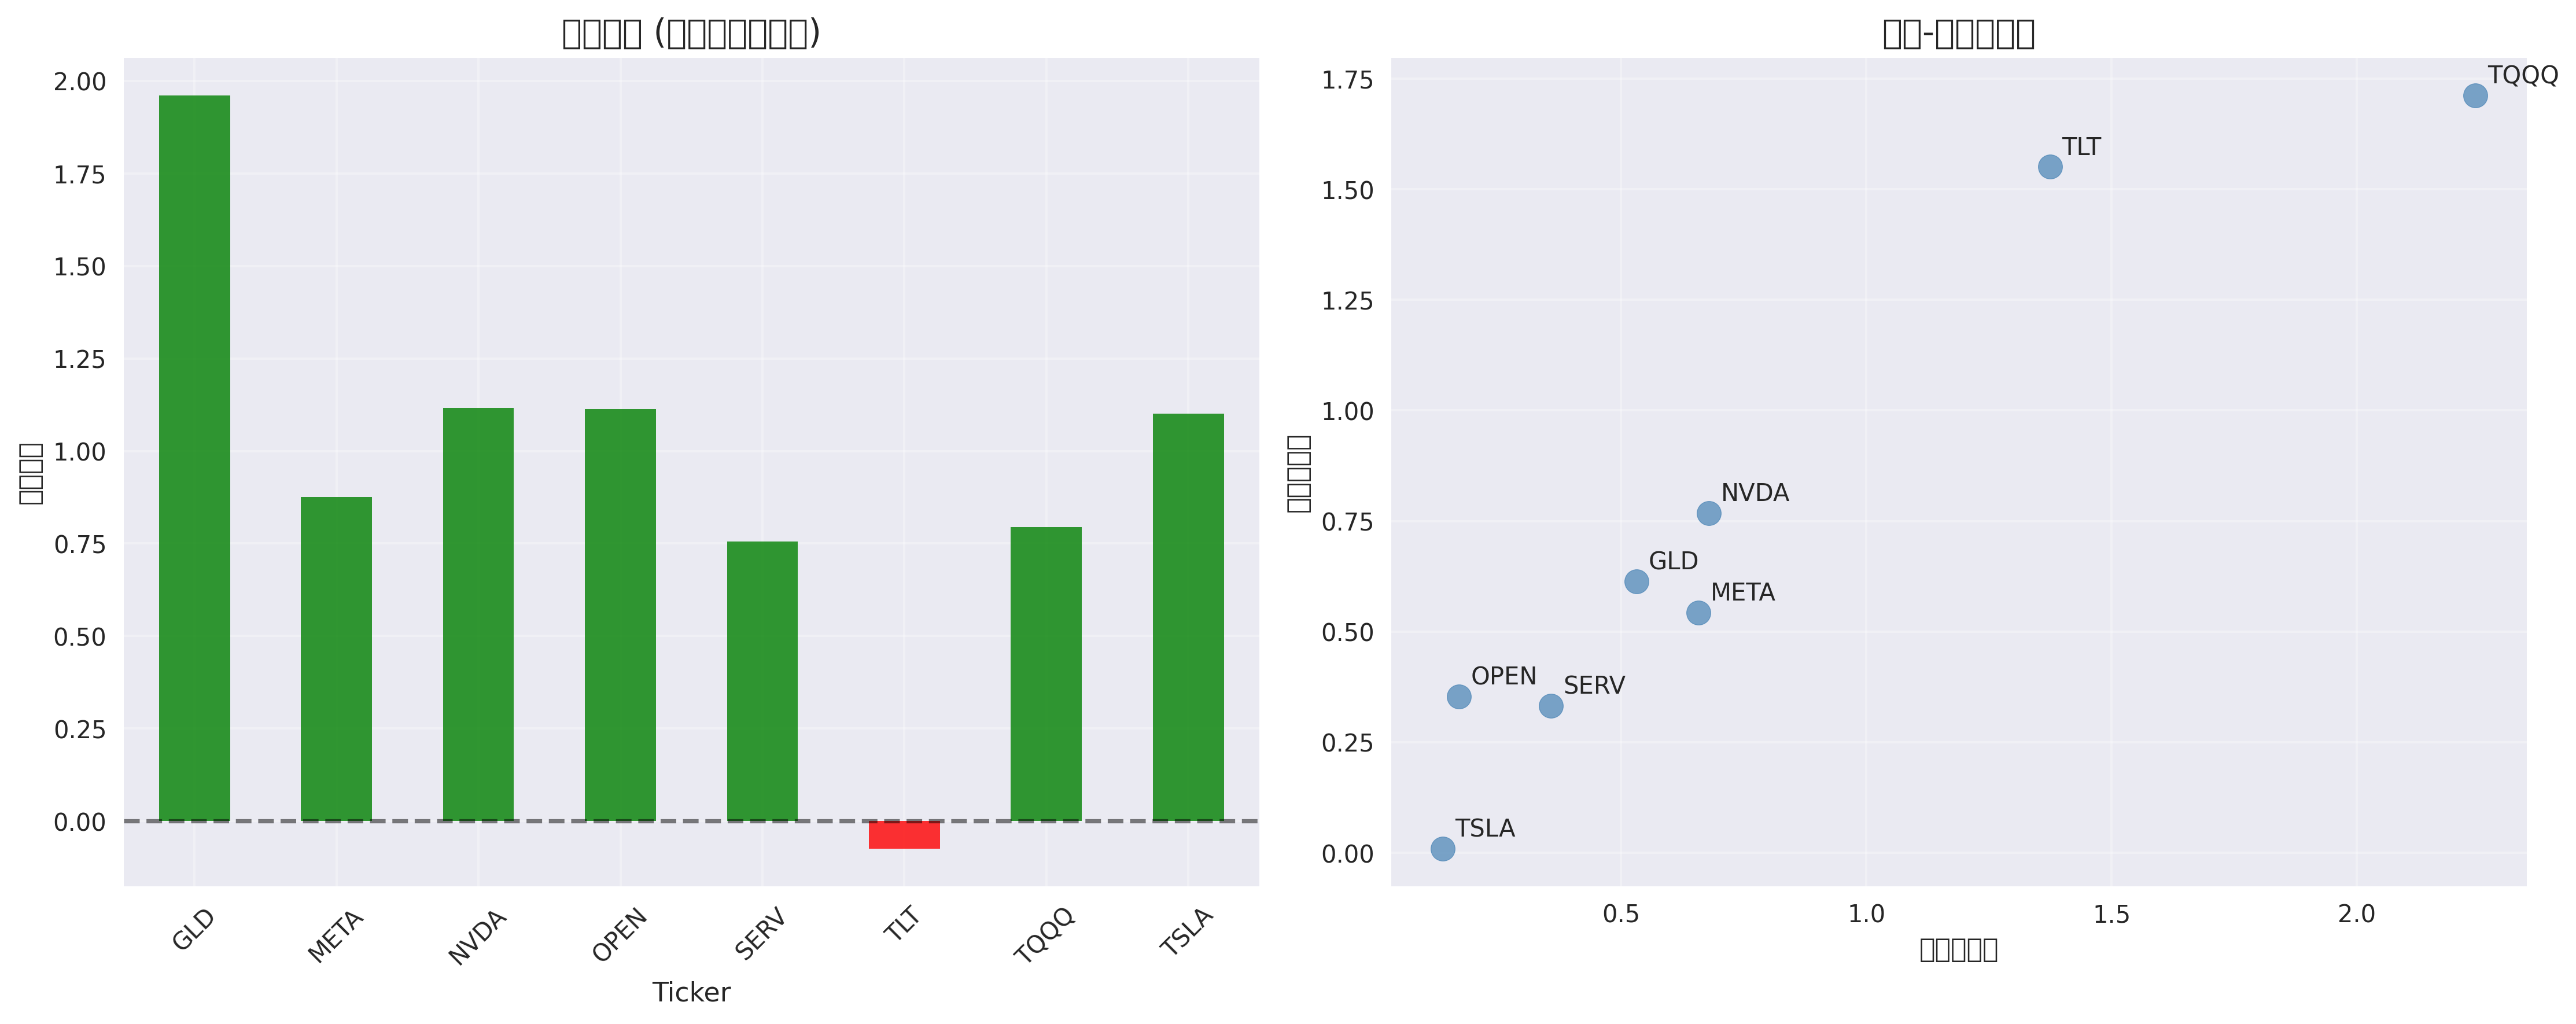 2.00
1.75
1.50
1.25
1.00
0.75
0.50
0.25
0.00
GLD
META
NVDA
OPEN
SERV
TLT
TQQQ
TSLA
Ticker
1.75
1.50
1.25
1.00
0.75
0.50
0.25
0.00
TQQQ
TLT
NVDA
GLD
META
OPEN
SERV
TSLA
0.5
1.0
1.5
2.0